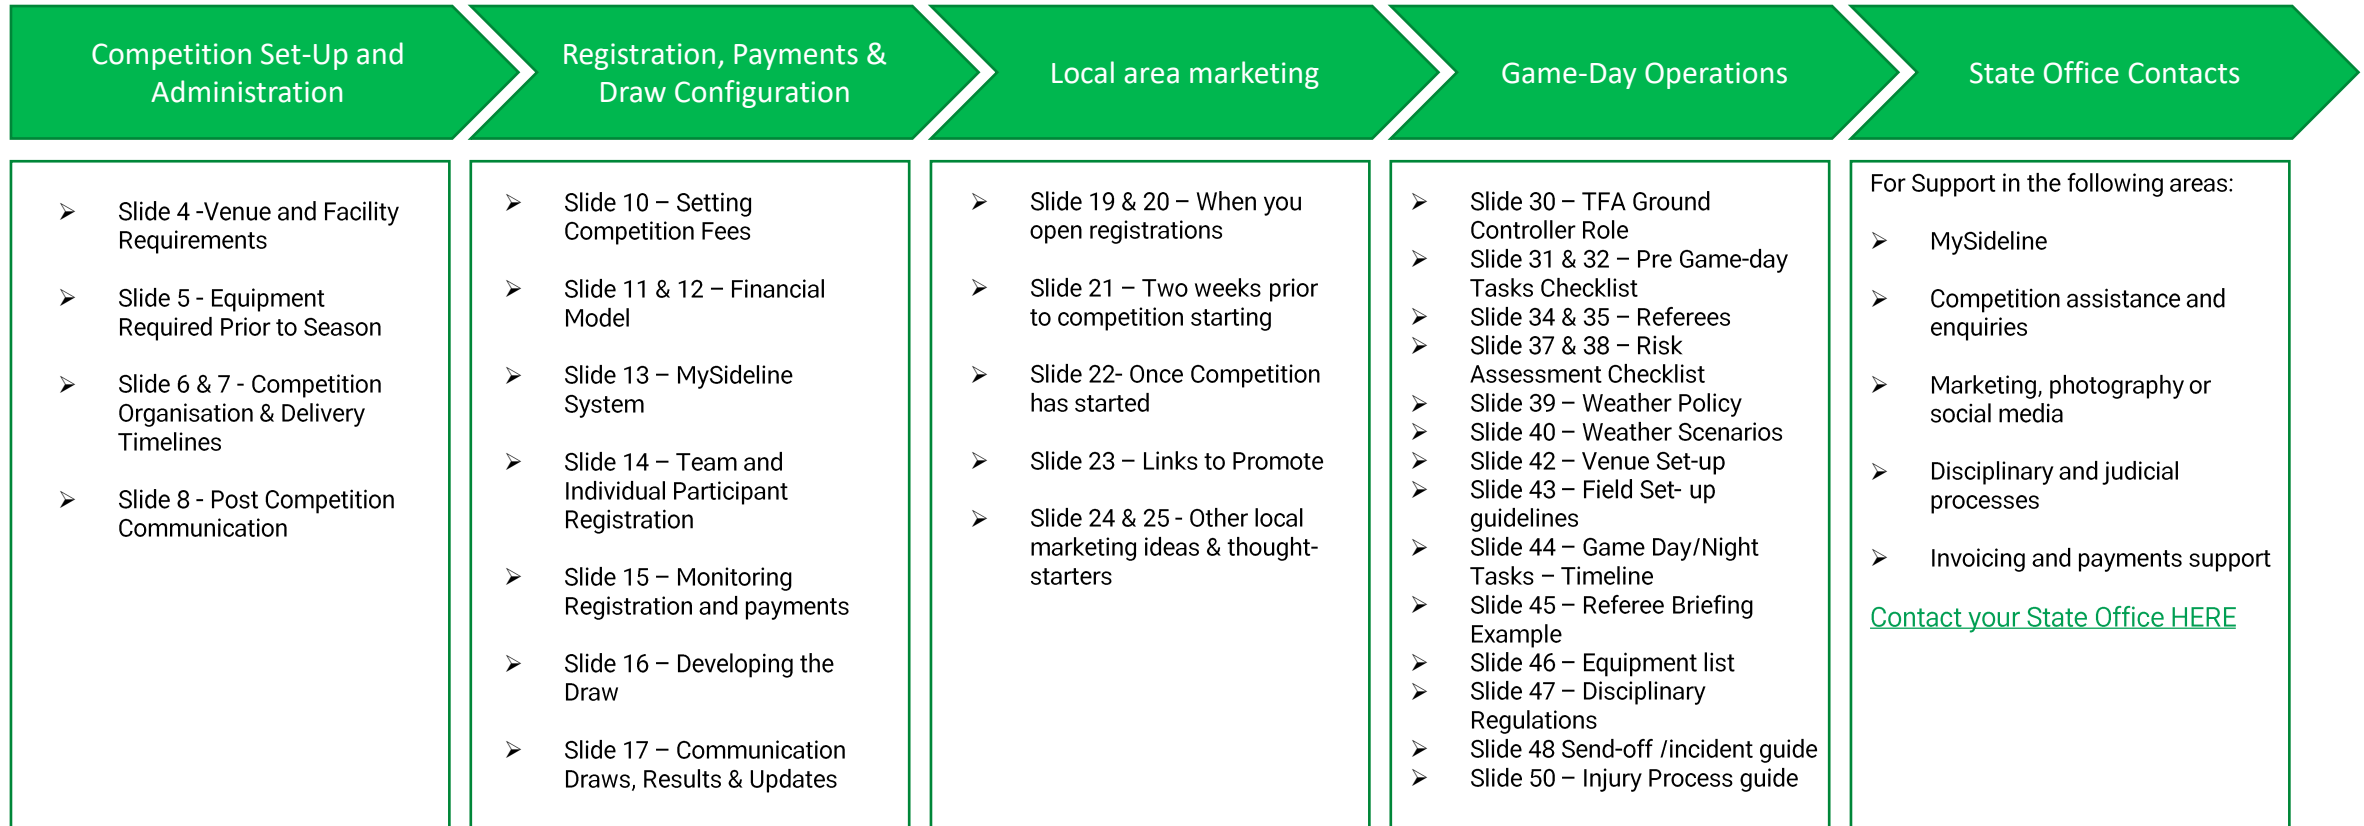 Competition Set-Up and
Administration
Registration, Payments &
Draw Configuration
Local area marketing
Game-Day Operations
State Office Contacts
➢ Slide 4 -Venue and Facility
Requirements
➢ Slide 5 - Equipment
Required Prior to Season
➢ Slide 6 & 7 - Competition
Organisation & Delivery
Timelines
➢ Slide 8 - Post Competition
Communication
➢ Slide 10 – Setting
Competition Fees
➢ Slide 11 & 12 – Financial
Model
➢ Slide 13 – MySideline
System
➢ Slide 14 – Team and
Individual Participant
Registration
➢ Slide 15 – Monitoring
Registration and payments
➢ Slide 16 – Developing the
Draw
➢ Slide 17 – Communication
Draws, Results & Updates
➢ Slide 19 & 20 – When you
open registrations
➢ Slide 21 – Two weeks prior
to competition starting
➢ Slide 22- Once Competition
has started
➢ Slide 23 – Links to Promote
➢ Slide 24 & 25 - Other local
marketing ideas & thought-
starters
➢ Slide 30 – TFA Ground
Controller Role
➢ Slide 31 & 32 – Pre Game-day
Tasks Checklist
➢ Slide 34 & 35 – Referees
➢ Slide 37 & 38 – Risk
Assessment Checklist
➢ Slide 39 – Weather Policy
➢ Slide 40 – Weather Scenarios
➢ Slide 42 – Venue Set-up
➢ Slide 43 – Field Set- up
guidelines
➢ Slide 44 – Game Day/Night
Tasks – Timeline
➢ Slide 45 – Referee Briefing
Example
➢ Slide 46 – Equipment list
➢ Slide 47 – Disciplinary
Regulations
➢ Slide 48 Send-off /incident guide
➢ Slide 50 – Injury Process guide
For Support in the following areas:
➢ MySideline
➢ Competition assistance and
enquiries
➢ Marketing, photography or
social media
➢ Disciplinary and judicial
processes
➢ Invoicing and payments support
Contact your State Office HERE